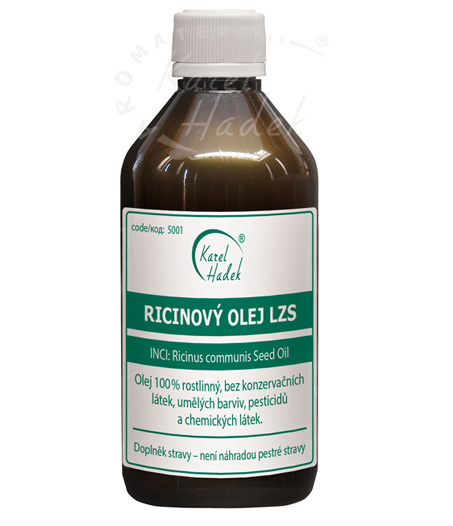 AROMATERAPIE ®
Karel
Hadek
code/код: 5001
Karel ®
Hadek
RICINOVÝ OLEJ LZS
INCI: Ricinus communis Seed Oil
Olej 100% rostlinný, bez konzervačních
látek, umělých barviv, pesticidů
a chemických látek.
Doplněk stravy – není náhradou pestré stravy